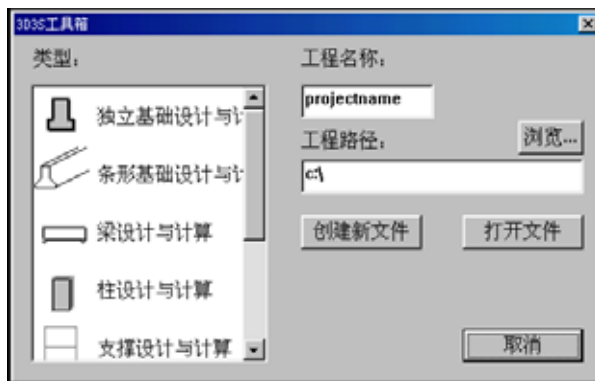 3D3S工具箱
类型:
独立基础设计与计
条形基础设计与计
梁设计与计算
柱设计与计算
支撑设计与计算
工程名称:
projectname
工程路径:
浏览...
c:\
创建新文件
打开文件
取消